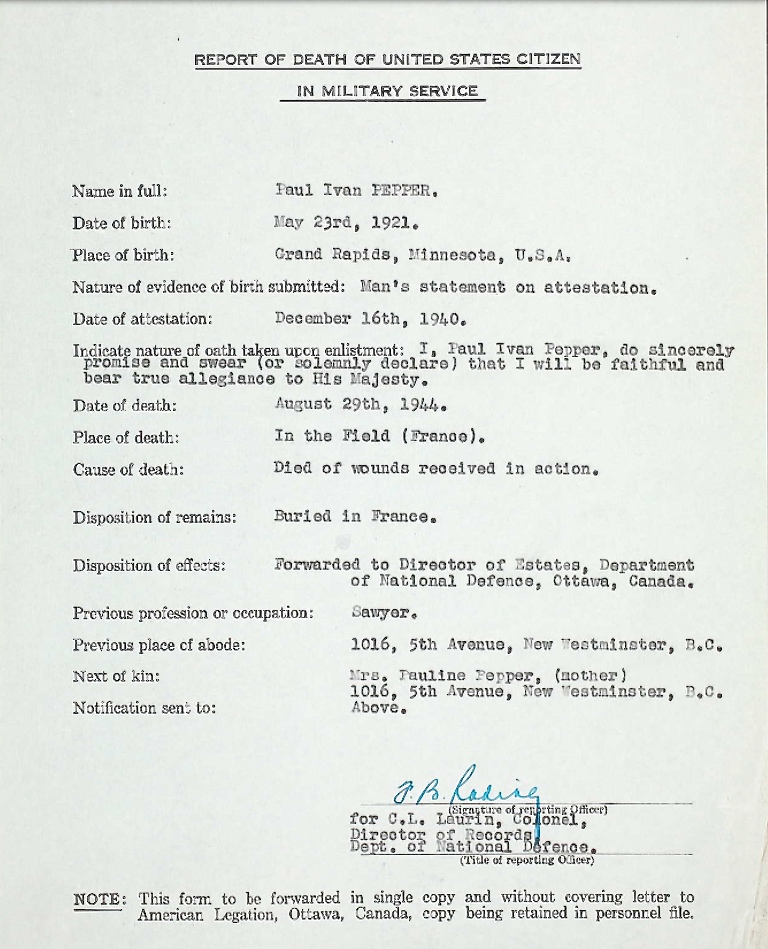 REPORT OF DEATH OF UNITED STATES CITIZEN
IN MILITARY SERVICE
Name in full: Paul Ivan PEPPER.
Date of birth: May 23rd, 1921.
Place of birth: Grand Rapids, Minnesota, U.S.A.
Nature of evidence of birth submitted: Man's statement on attestation.
Date of attestation: December 16th, 1940.
Indicate nature of oath taken upon enlistment: I, Paul Ivan Pepper, do sincerely
promise and swear (or solemnly declare) that I will be faithful and
bear true allegiance to His Majesty.
Date of death: August 29th, 1944.
Place of death: In the Field (France).
Cause of death: Died of wounds received in action.
Disposition of remains: Buried in France.
Disposition of effects: Forwarded to Director of Estates, Department
of National Defence, Ottawa, Canada.
Previous profession or occupation: Sawyer.
Previous place of abode: 1016, 5th Avenue, New Westminster, B.C.
Next of kin: Mrs. Pauline Pepper, (mother)
1016, 5th Avenue, New Westminster, B.C.
Notification sent to: Above.
(Signature of reporting Officer)
for C.L. Laurin, Colonel,
Director of Records
Dept. of National Defence.
(Title of reporting Officer)
NOTE: This form to be forwarded in single copy and without covering letter to
American Legation, Ottawa, Canada, copy being retained in personnel file.